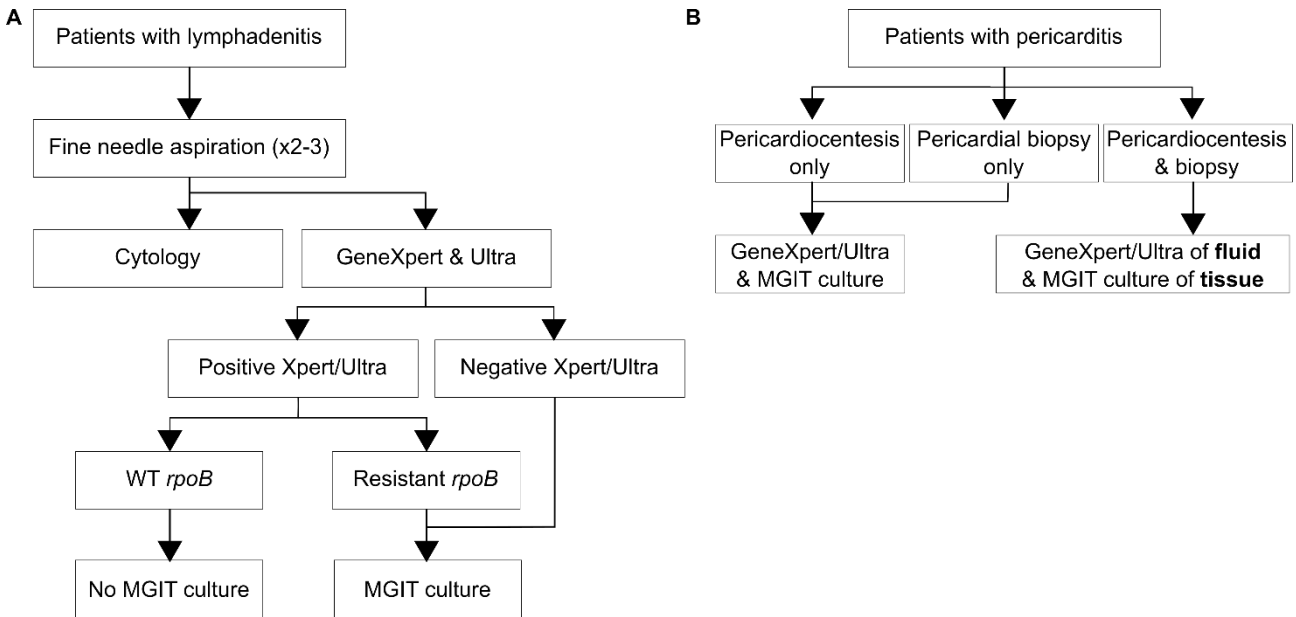 A
Patients with lymphadenitis
Fine needle aspiration (x2-3)
Cytology
GeneXpert & Ultra
Positive Xpert/Ultra
Negative Xpert/Ultra
WT rpoB
Resistant rpoB
No MGIT culture
MGIT culture
B
Patients with pericarditis
Pericardiocentesis
only
Pericardial biopsy
only
Pericardiocentesis
& biopsy
GeneXpert/Ultra
& MGIT culture
GeneXpert/Ultra of fluid
& MGIT culture of tissue